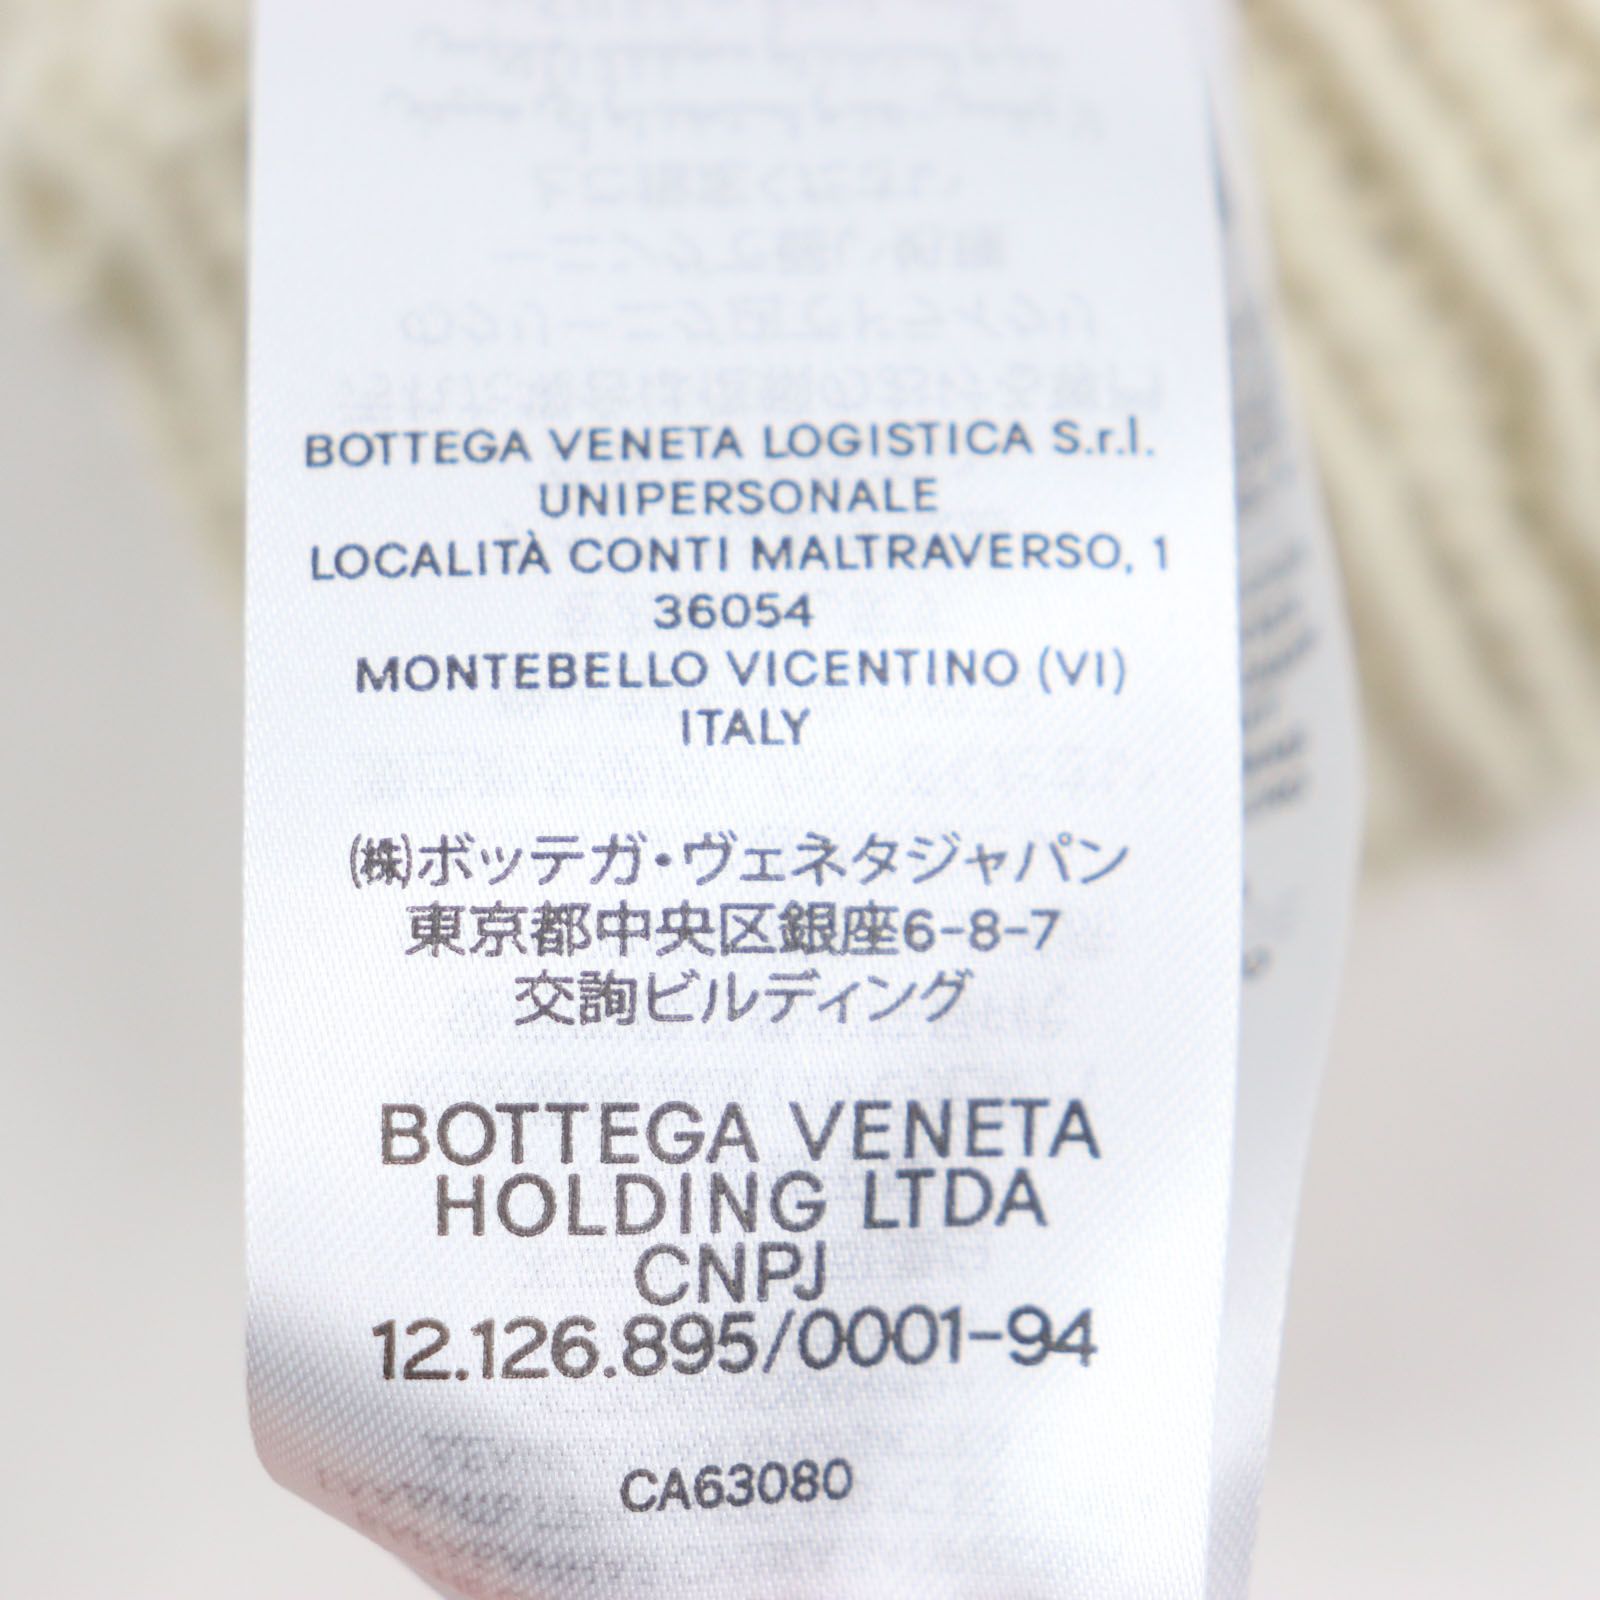 BOTTEGA VENETA LOGISTICA S.r.l.
UNIPERSONALE
LOCALITÀ CONTI MALTRAVERSO, 1
36054
MONTEBELLO VICENTINO (VI)
ITALY
(株)ボッテガ・ヴェネタジャパン
東京都中央区銀座6-8-7
交詢ビルディング
BOTTEGA VENETA
HOLDING LTDA
CNPJ
12.126.895/0001-94
CA63080